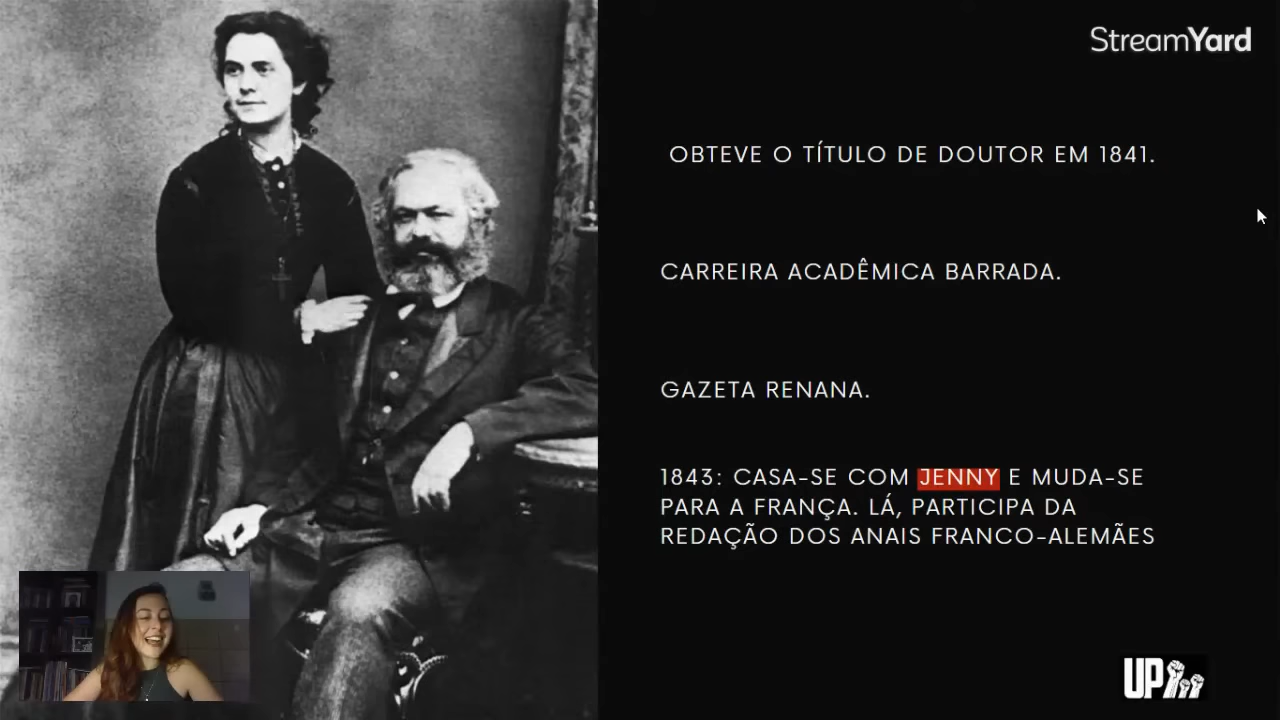 StreamYard
OBTEVE O TÍTULO DE DOUTOR EM 1841.
CARREIRA ACADÊMICA BARRADA.
GAZETA RENANA.
1843: CASA-SE COM JENNY E MUDA-SE
PARA A FRANÇA. LÁ, PARTICIPA DA
REDAÇÃO DOS ANAIS FRANCO-ALEMÃES
UP